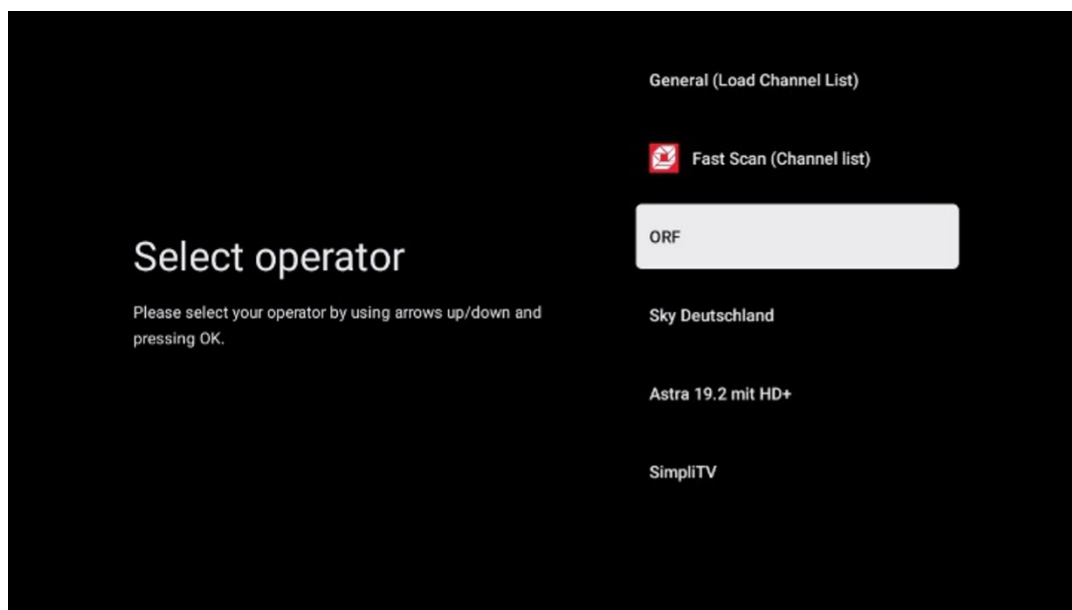 General (Load Channel List)
Fast Scan (Channel list)
ORF
Select operator
Please select your operator by using arrows up/down and
pressing OK.
Sky Deutschland
Astra 19.2 mit HD+
SimpliTV